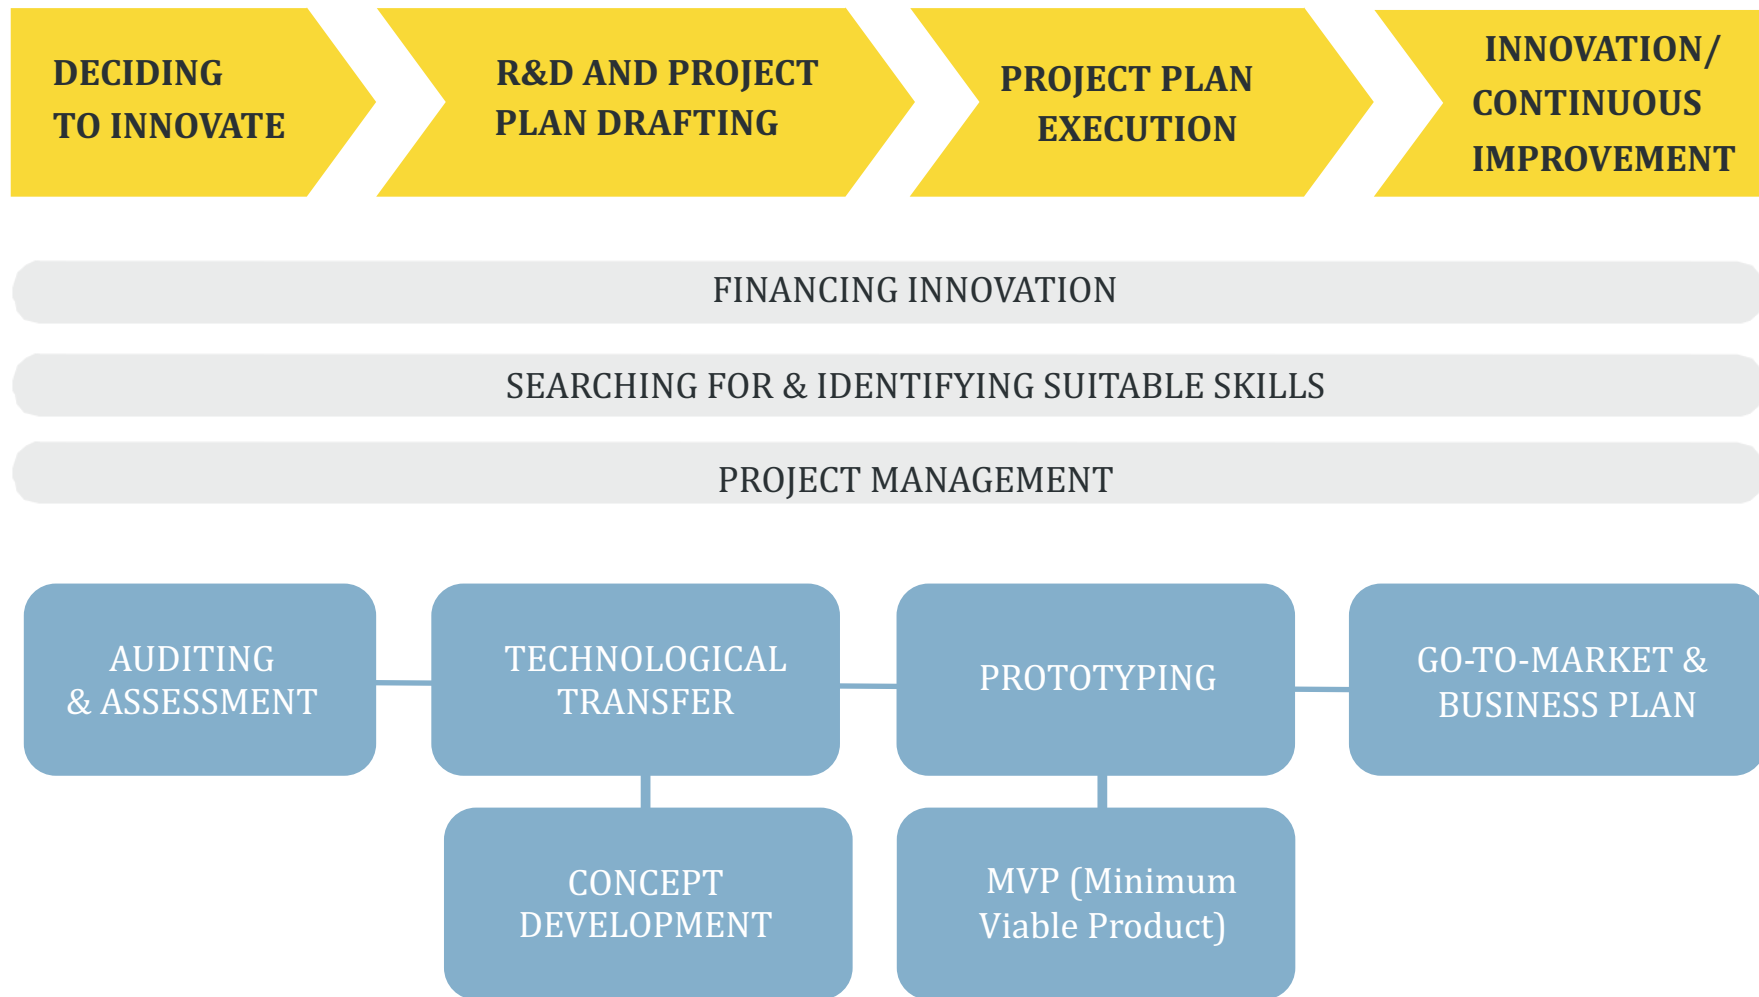 DECIDING
TO INNOVATE
R&D AND PROJECT
PLAN DRAFTING
PROJECT PLAN
EXECUTION
INNOVATION/
CONTINUOUS
IMPROVEMENT
FINANCING INNOVATION
SEARCHING FOR & IDENTIFYING SUITABLE SKILLS
PROJECT MANAGEMENT
AUDITING
& ASSESSMENT
TECHNOLOGICAL
TRANSFER
PROTOTYPING
GO-TO-MARKET &
BUSINESS PLAN
CONCEPT
DEVELOPMENT
MVP (Minimum
Viable Product)